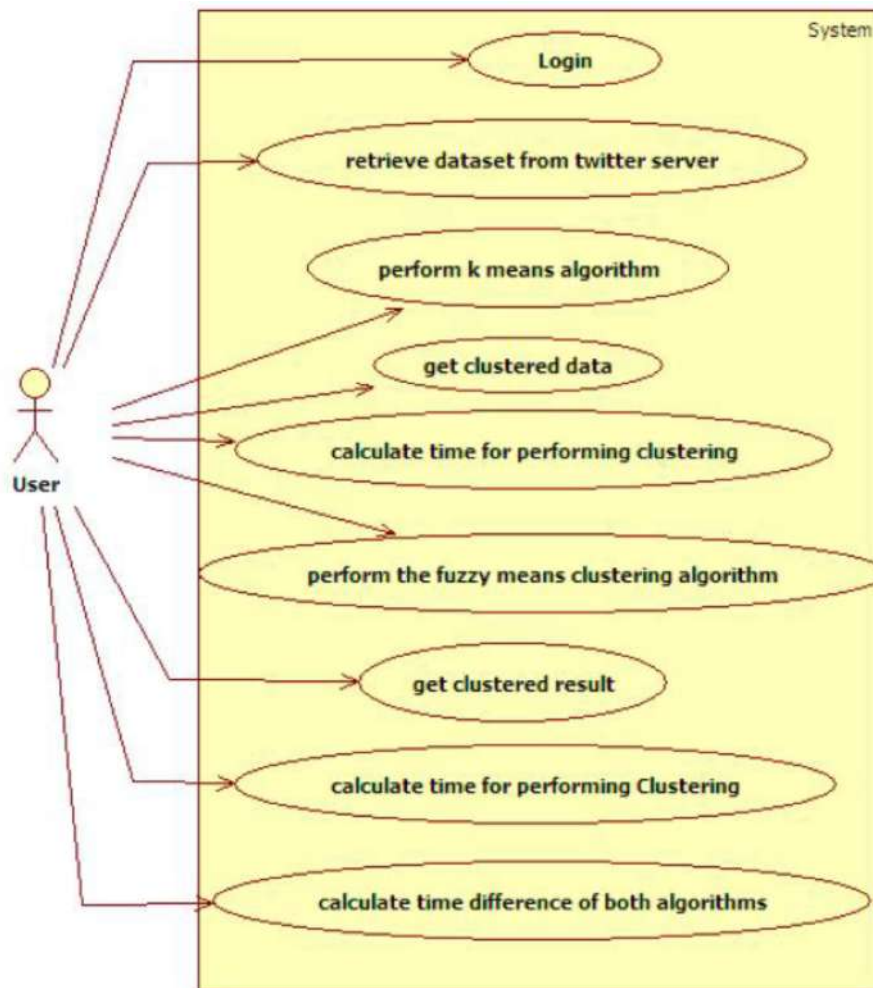 System
Login
retrieve dataset from twitter server
perform k means algorithm
get clustered data
calculate time for performing clustering
User
perform the fuzzy means clustering algorithm
get clustered result
calculate time for performing Clustering
calculate time difference of both algorithms